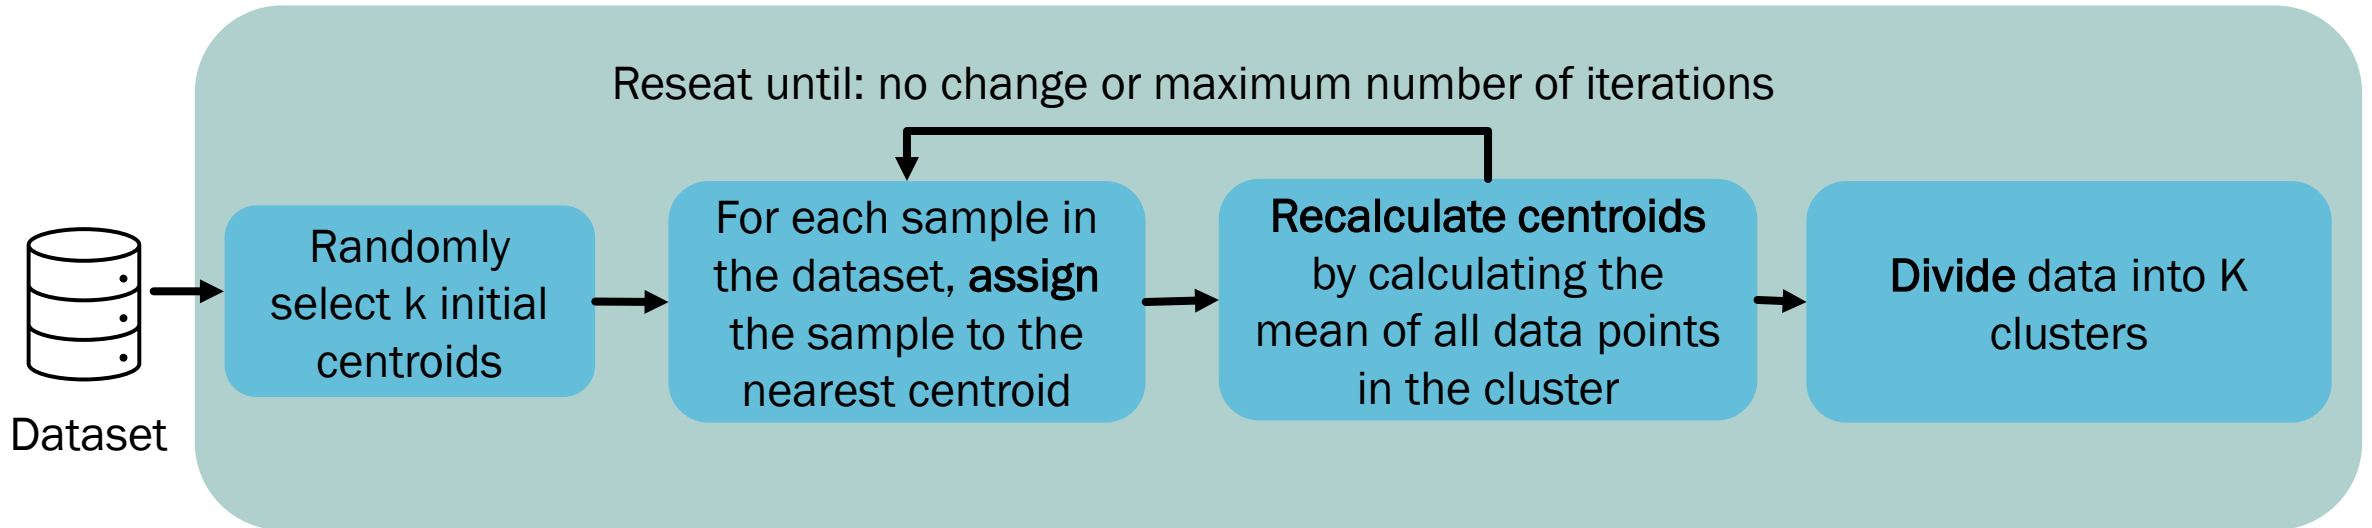 Reseat until: no change or maximum number of iterations
Dataset
Randomly
select k initial
centroids
For each sample in
the dataset, assign
the sample to the
nearest centroid
Recalculate centroids
by calculating the
mean of all data points
in the cluster
Divide data into K
clusters